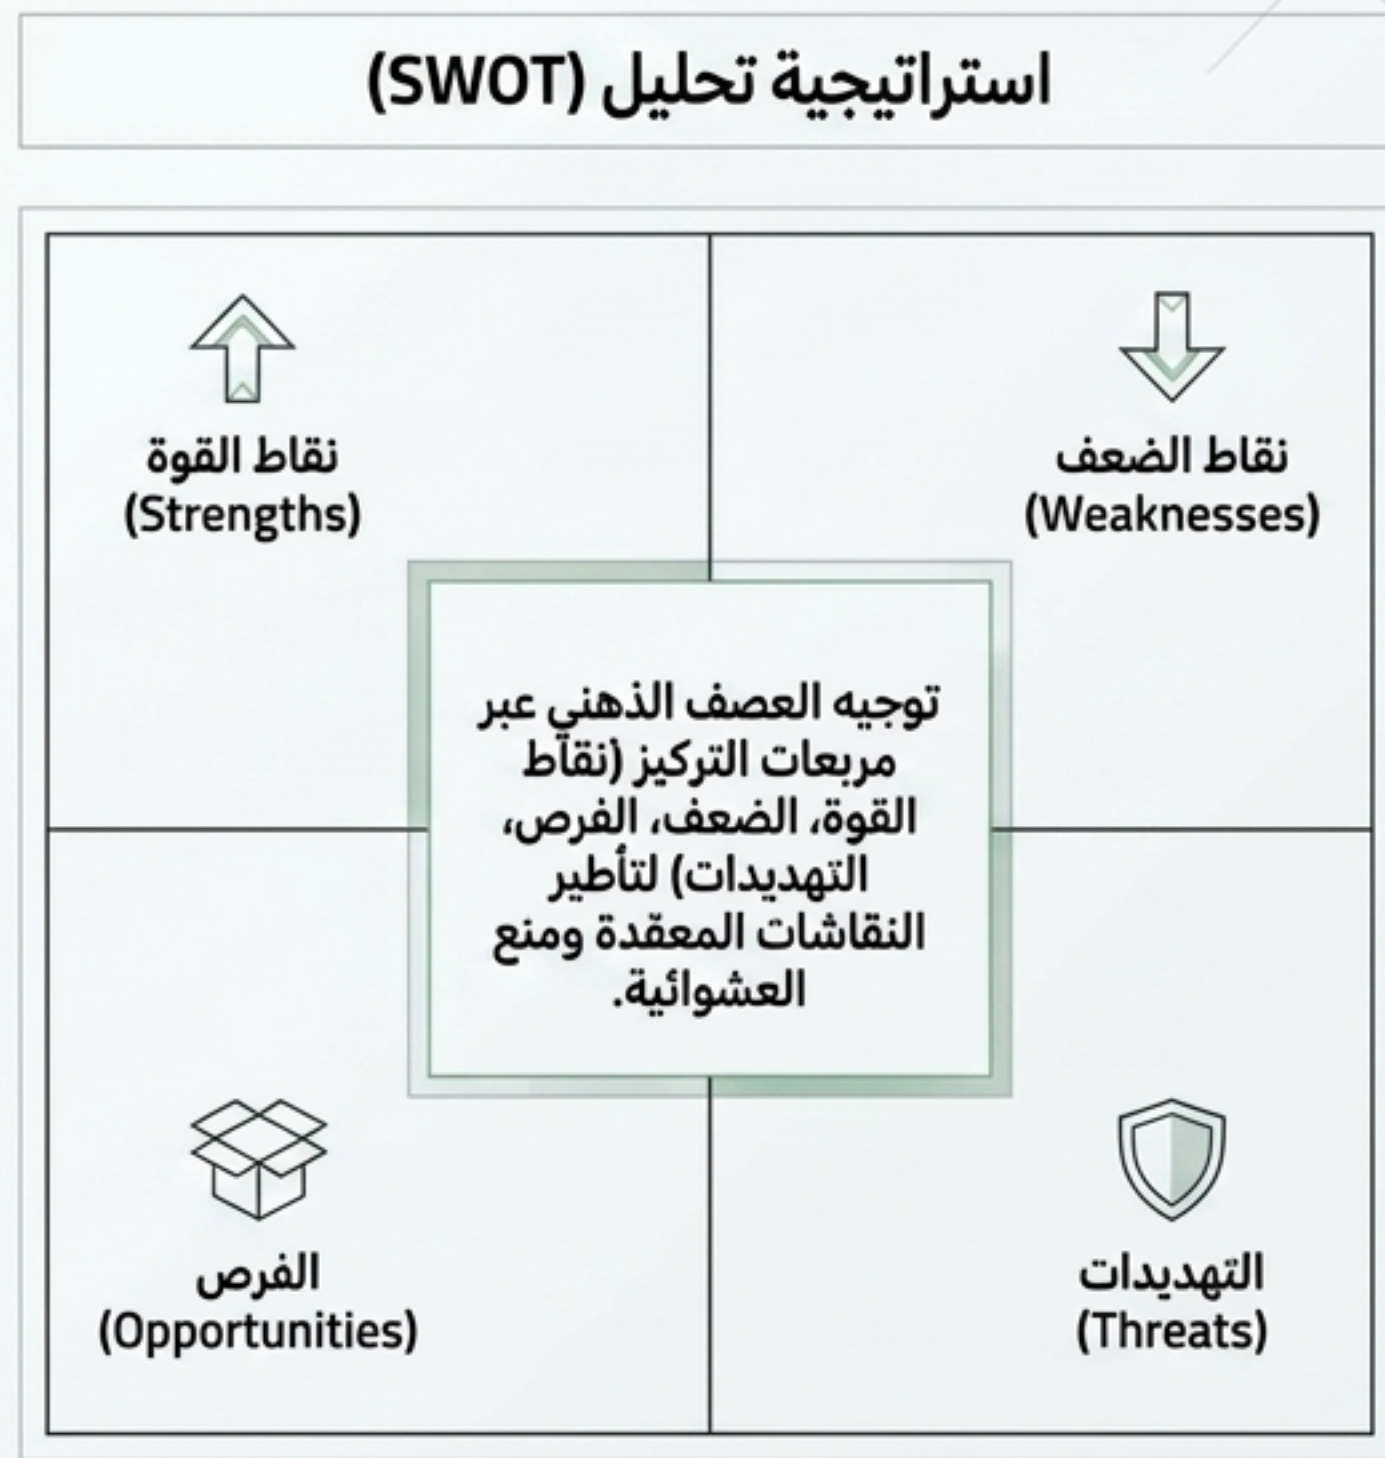 استراتيجية تحليل (SWOT)
نقاط القوة
(Strengths)
نقاط الضعف
(Weaknesses)
توجيه العصف الذهني عبر
مربعات التركيز (نقاط
القوة، الضعف، الفرص،
التهديدات) لتأطير
النقاشات المعقدة ومنع
العشوائية.
الفرص
(Opportunities)
التهديدات
(Threats)